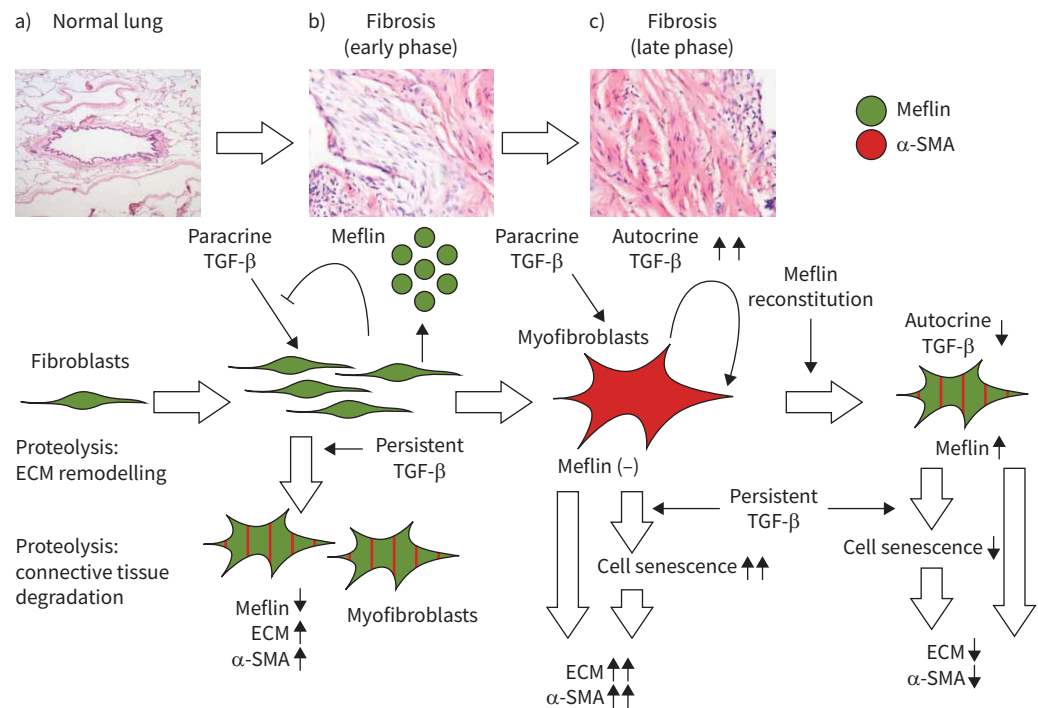 a) Normal lung
b) Fibrosis
(early phase)
c) Fibrosis
(late phase)
Meflin
α-SMA
Paracrine
TGF-β
Meflin
Paracrine
TGF-β
Autocrine
TGF-β
Meflin
reconstitution
Fibroblasts
Myofibroblasts
Autocrine
TGF-β
Proteolysis:
ECM remodelling
Persistent
TGF-β
Meflin (–)
Meflin
Persistent
TGF-β
Proteolysis:
connective tissue
degradation
Cell senescence
Cell senescence
Meflin
ECM
α-SMA
Myofibroblasts
ECM
α-SMA
ECM
α-SMA